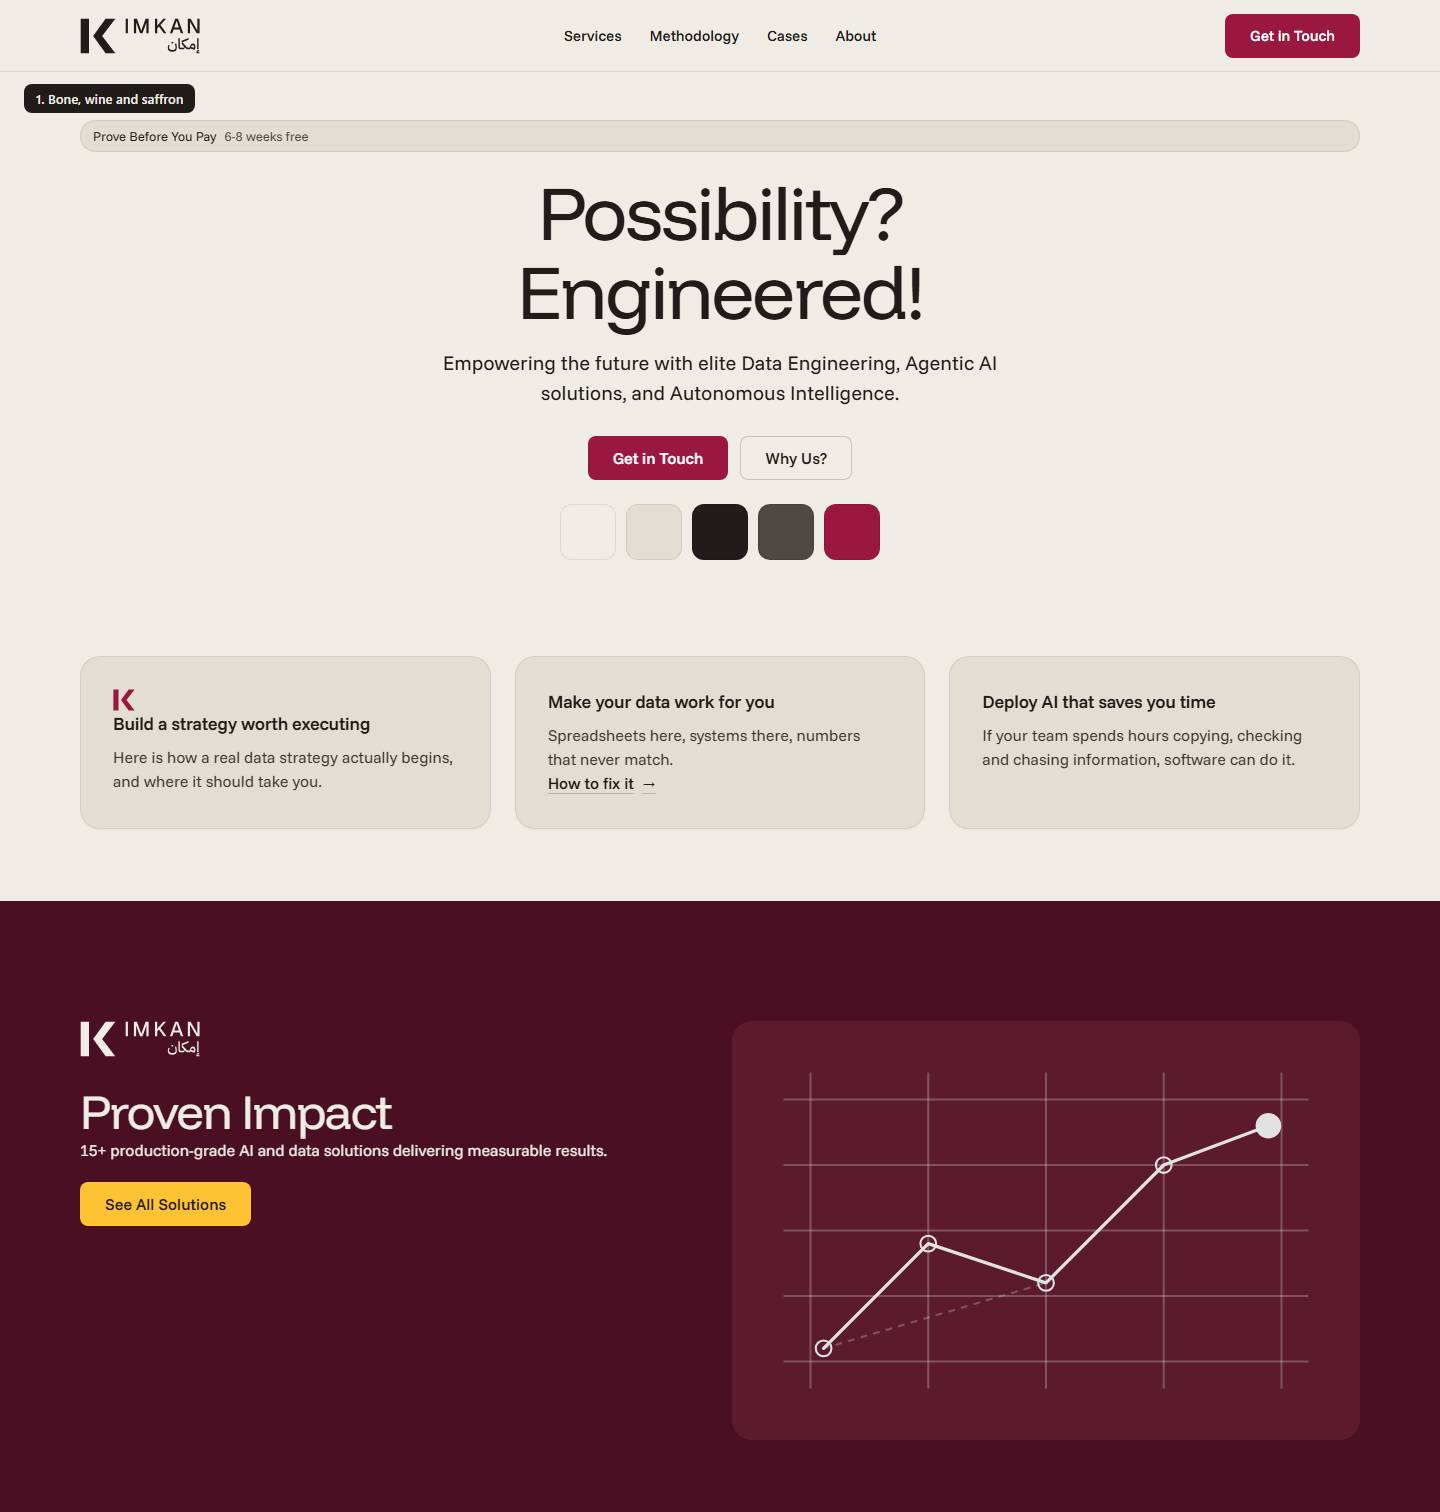 IMKAN
إمكان
Services Methodology Cases About
Get in Touch
1. Bone, wine and saffron
Prove Before You Pay 6-8 weeks free
Possibility?
Engineered!
Empowering the future with elite Data Engineering, Agentic AI
solutions, and Autonomous Intelligence.
Get in Touch
Why Us?
Build a strategy worth executing
Here is how a real data strategy actually begins,
and where it should take you.
Make your data work for you
Spreadsheets here, systems there, numbers
that never match.
How to fix it →
Deploy AI that saves you time
If your team spends hours copying, checking
and chasing information, software can do it.
IMKAN
إمكان
Proven Impact
15+ production-grade AI and data solutions delivering measurable results.
See All Solutions